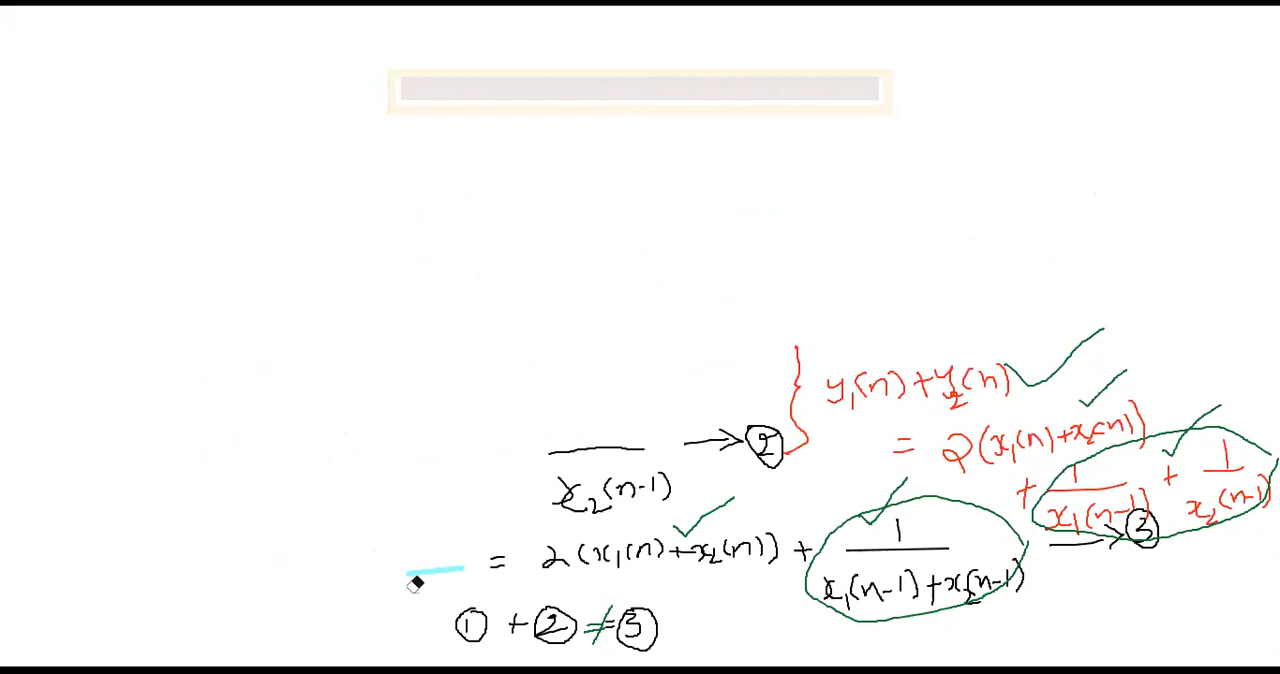 y₁(n) + y₂(n)
= 2(x₁(n) + x₂(n))
+ 1/x₁(n-1) + 1/x₂(n-1)
――― → ②
x₂(n-1)
= 2(x₁(n) + x₂(n)) + 1/(x₁(n-1) + x₂(n-1)) → ③
① + ② ≠ ③